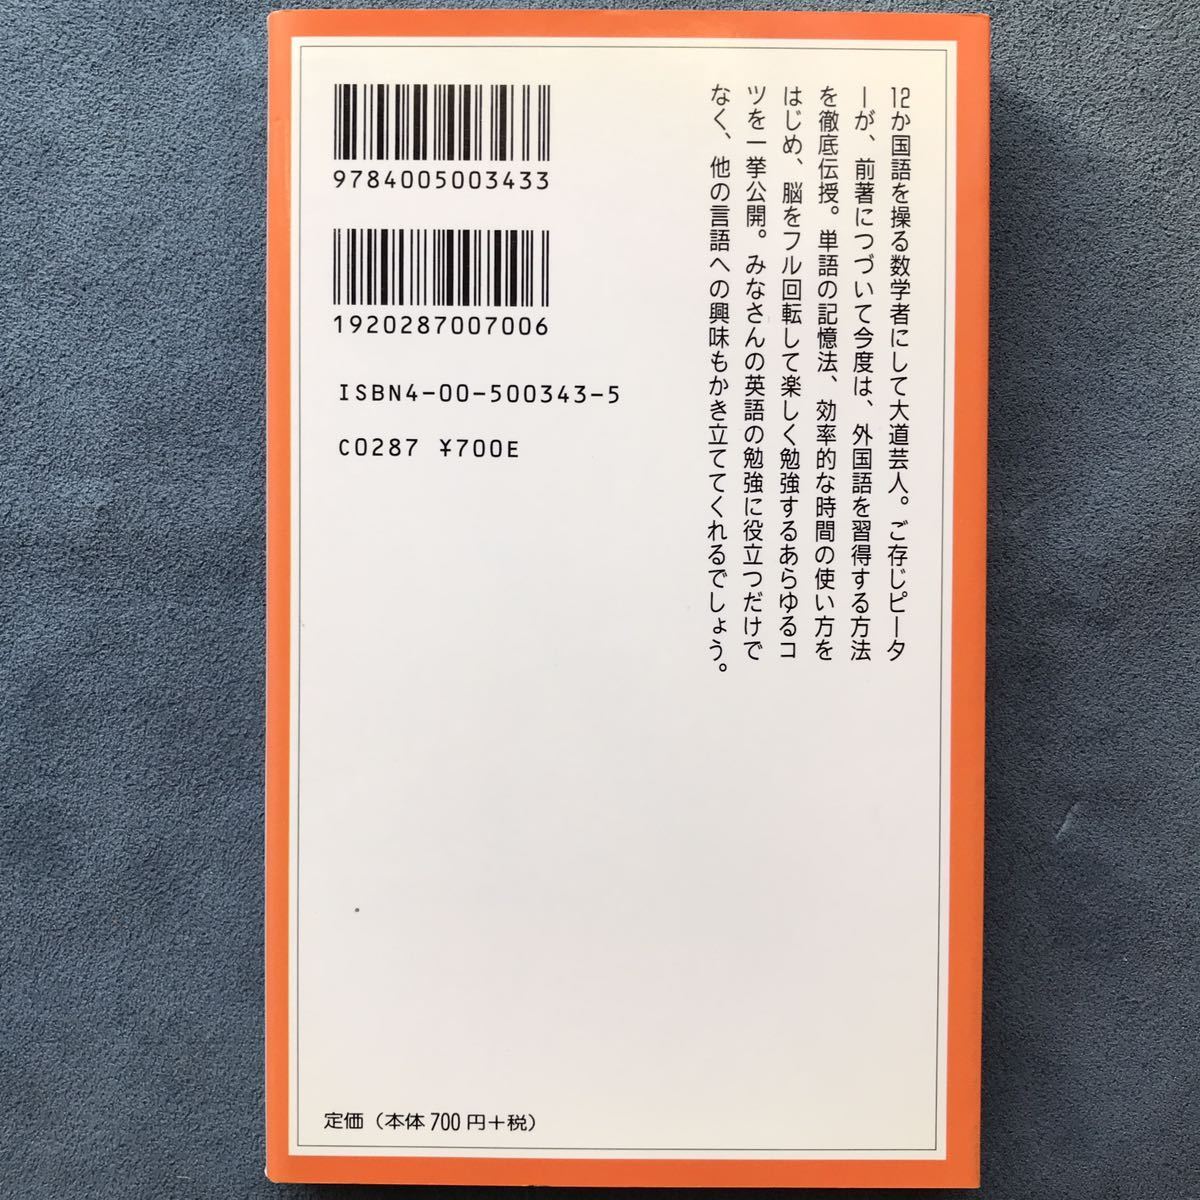 12か国語を操る数学者にして大道芸人。ご存じピータ
ーが、前著につづいて今度は、外国語を習得する方法
を徹底伝授。単語の記憶法、効率的な時間の使い方を
はじめ、脳をフル回転して楽しく勉強するあらゆるコ
ツを一挙公開。みなさんの英語の勉強に役立つだけで
なく、他の言語への興味もかき立ててくれるでしょう。
9784005003433
1920287007006
ISBN4-00-500343-5
C0287 ¥700E
定価（本体700円＋税）